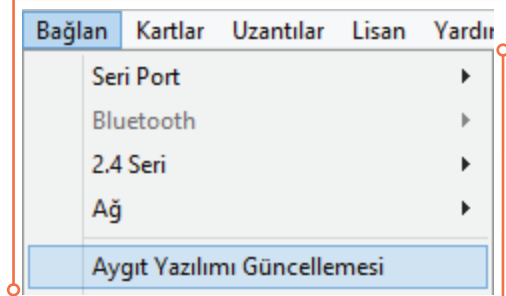 Bağlan Kartlar Uzantılar Lisan
Seri Port
Bluetooth
2.4 Seri
Ağ
Aygıt Yazılımı Güncellemesi